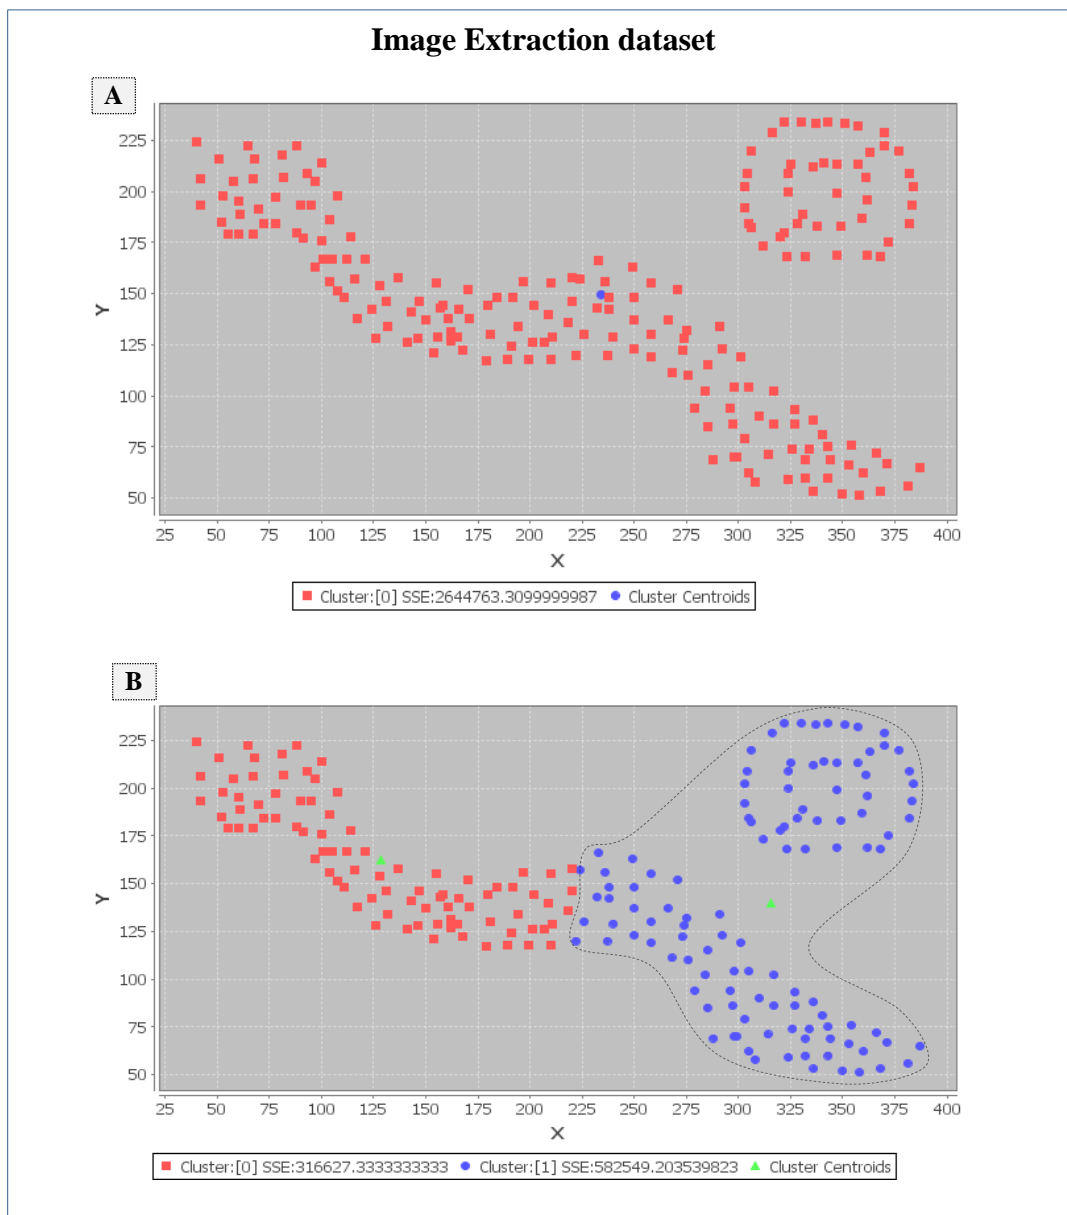 Image Extraction dataset
A
225
200
175
150
125
100
75
50
Y
25 50 75 100 125 150 175 200 225 250 275 300 325 350 375 400
X
Cluster:[0] SSE:2644763.3099999987 Cluster Centroids
B
225
200
175
150
125
100
75
50
Y
25 50 75 100 125 150 175 200 225 250 275 300 325 350 375 400
X
Cluster:[0] SSE:316627.3333333333 Cluster:[1] SSE:582549.203539823 Cluster Centroids